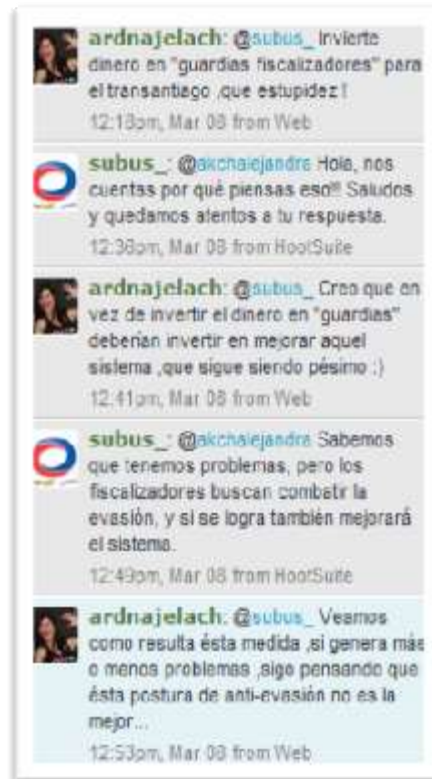 ardnajelach: @subus_ Invierte
dinero en "guardias fiscalizadores" para
el transantiago ,que estupidez !
12:18pm, Mar 08 from Web
subus_: @akchalejandra Hola, nos
cuentas por qué piensas eso!!! Saludos
y quedamos atentos a tu respuesta.
12:36pm, Mar 08 from HootSuite
ardnajelach: @subus_ Creo que en
vez de invertir el dinero en "guardias"
deberían invertir en mejorar aquel
sistema ,que sigue siendo pésimo :)
12:41pm, Mar 08 from Web
subus_: @akchalejandra Sabemos
que tenemos problemas, pero los
fiscalizadores buscan combatir la
evasión, y si se logra también mejorará
el sistema.
12:49pm, Mar 08 from HootSuite
ardnajelach: @subus_ Veamos
como resulta ésta medida ,si genera más
o menos problemas ,sigo pensando que
ésta postura de anti-evasión no es la
mejor...
12:53pm, Mar 08 from Web